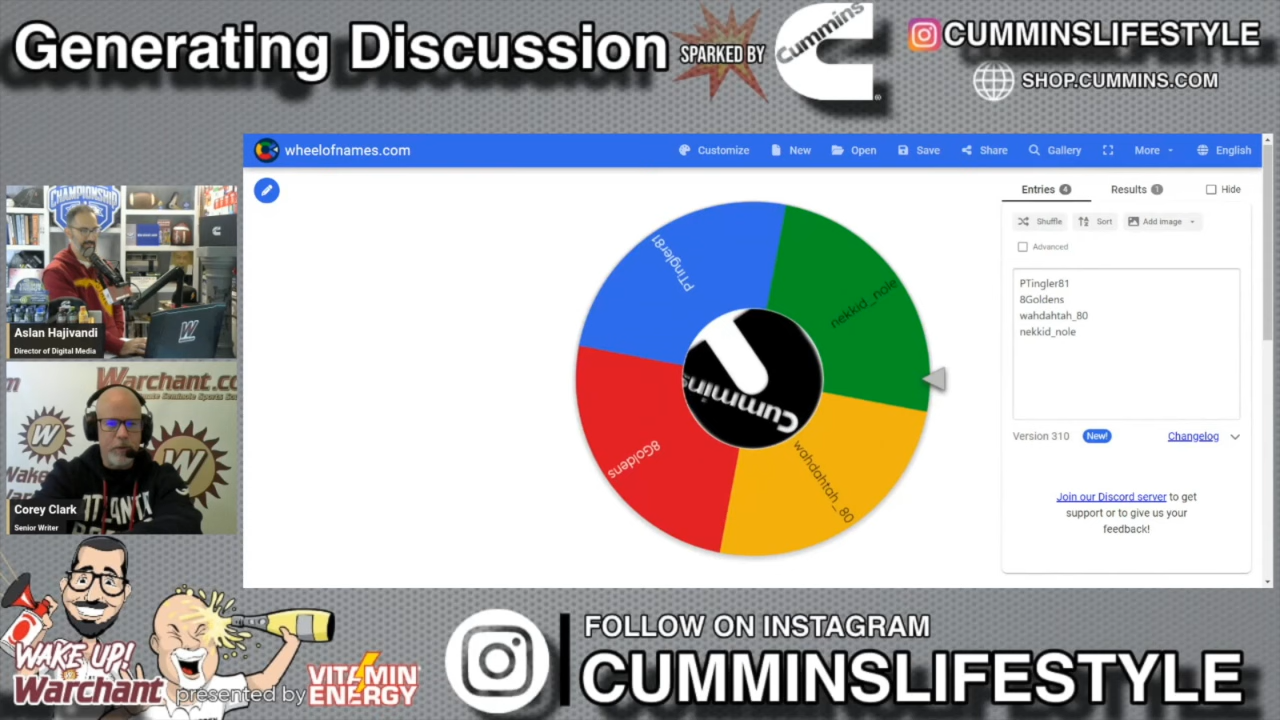 Generating Discussion
SPARKED BY
Cummins
CUMMINSLIFESTYLE
SHOP.CUMMINS.COM
wheelofnames.com
Customize
New
Open
Save
Share
Gallery
More
English
Entries 4
Results 1
Hide
Shuffle
Sort
Add image
Advanced
PTingler81
8Goldens
wahdahtah_80
nekkid_nole
Version 310
New!
Changelog
Join our Discord server to get
support or to give us your
feedback!
PTingler81
nekkid_nole
8Goldens
wahdahtah_80
Cummins
CHAMPIONSHIP
W
Aslan Hajivandi
Director of Digital Media
Warchant.co
W
W
Wake
Corey Clark
Senior Writer
WAKE UP!
Warchant
presented by
VITAMIN
ENERGY
FOLLOW ON INSTAGRAM
CUMMINSLIFESTYLE